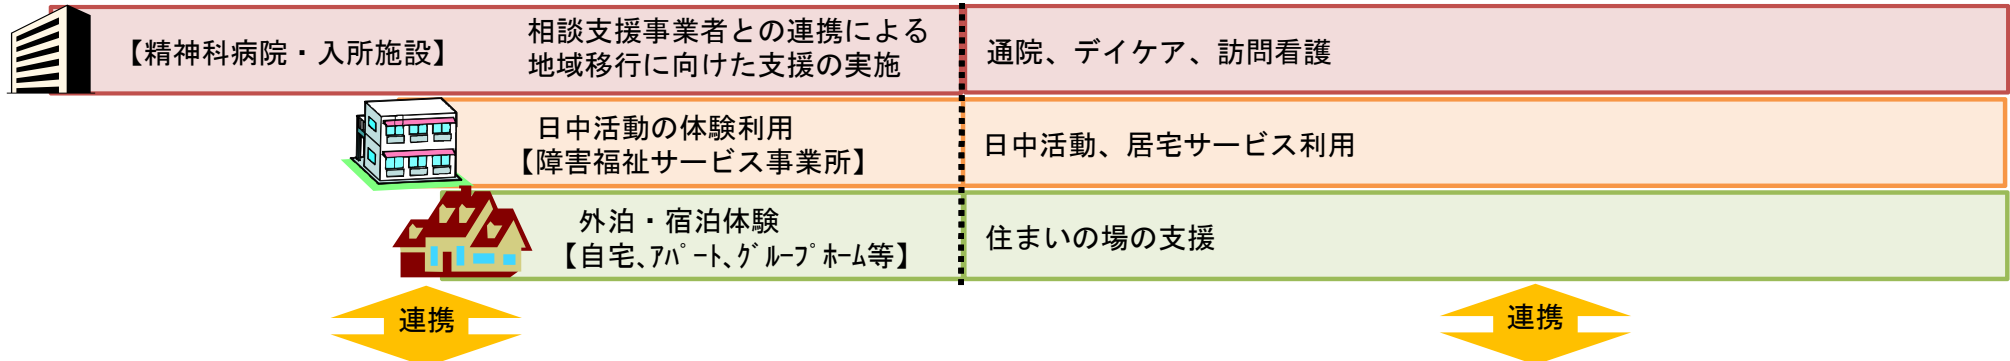 【精神科病院・入所施設】
相談支援事業者との連携による
地域移行に向けた支援の実施
通院、デイケア、訪問看護
日中活動の体験利用
【障害福祉サービス事業所】
日中活動、居宅サービス利用
外泊・宿泊体験
【自宅、ｱﾊﾟｰﾄ、ｸﾞﾙｰﾌﾟﾎｰﾑ等】
住まいの場の支援
連携
連携